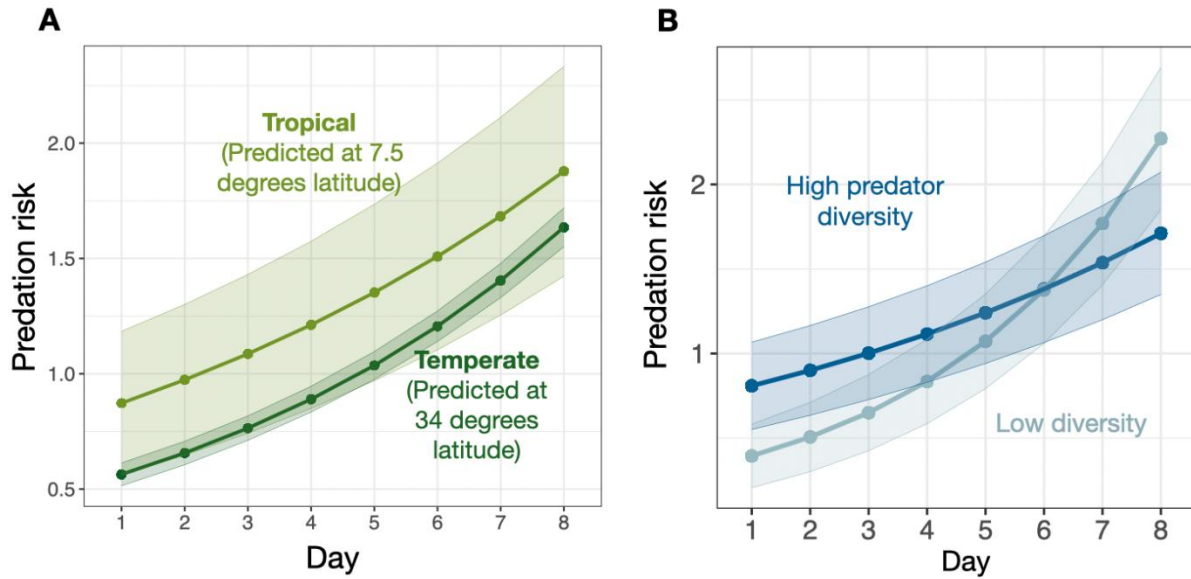 A
Predation risk
2.0
1.5
1.0
0.5
Tropical
(Predicted at 7.5
degrees latitude)
Temperate
(Predicted at
34 degrees
latitude)
1 2 3 4 5 6 7 8
Day
B
Predation risk
2
1
High predator
diversity
Low diversity
1 2 3 4 5 6 7 8
Day